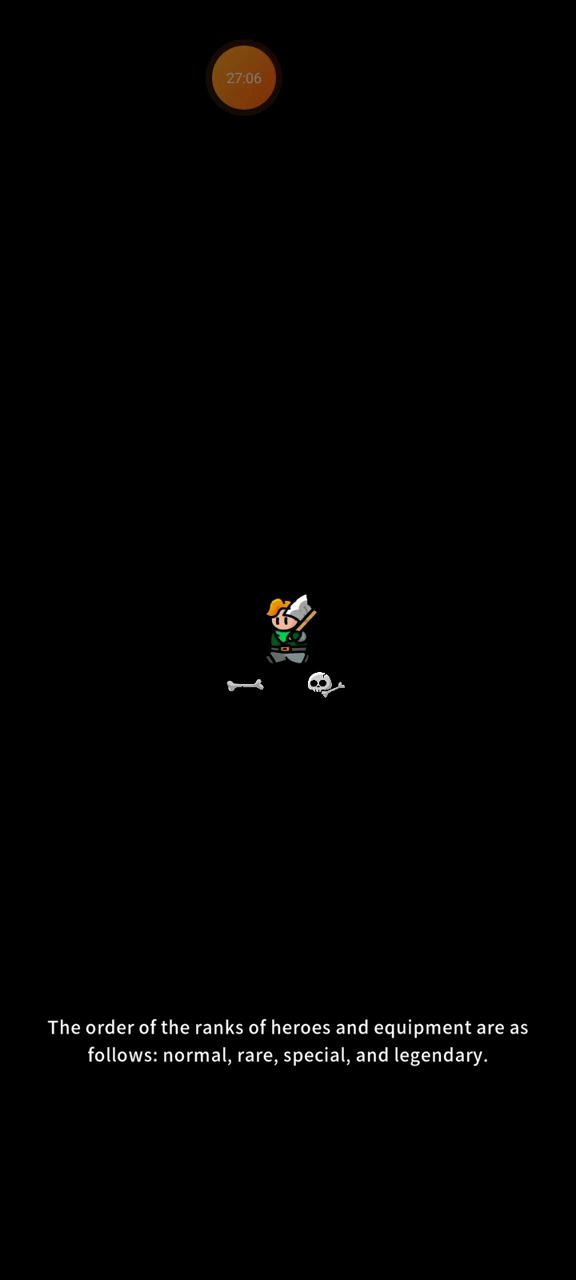 27:06
The order of the ranks of heroes and equipment are as
follows: normal, rare, special, and legendary.